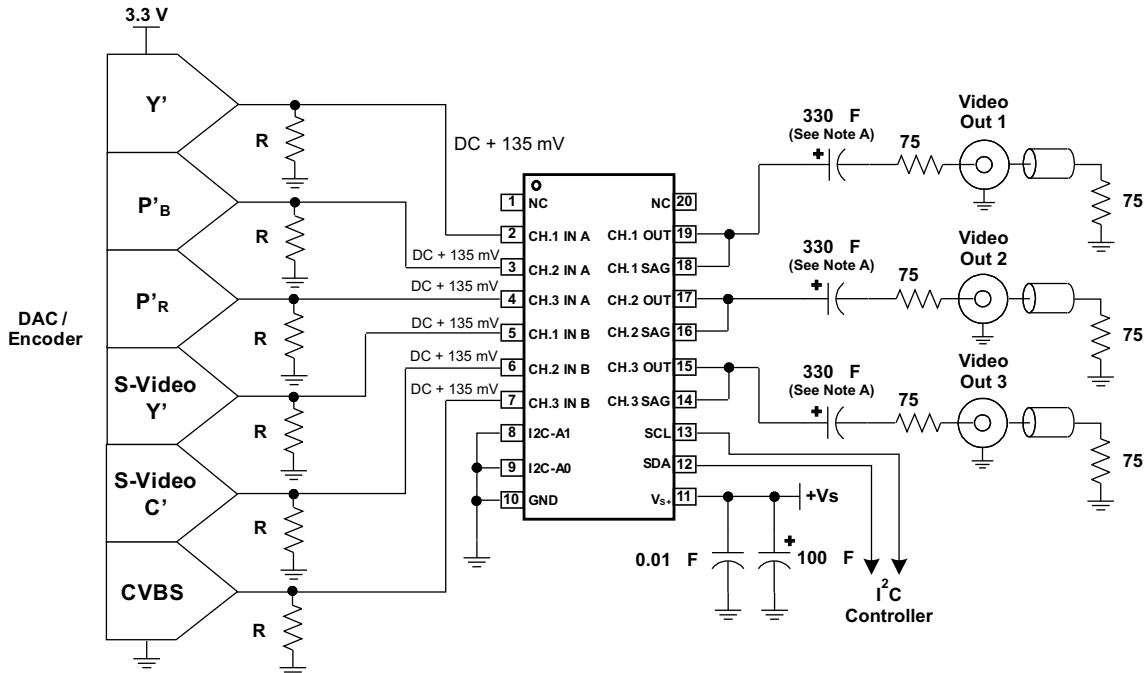 3.3 V
Y'
P'B
P'R
DAC /
Encoder
S-Video
Y'
S-Video
C'
CVBS
R
R
R
R
R
R
DC + 135 mV
DC + 135 mV
DC + 135 mV
DC + 135 mV
DC + 135 mV
DC + 135 mV
1 NC
2 CH.1 IN A
3 CH.2 IN A
4 CH.3 IN A
5 CH.1 IN B
6 CH.2 IN B
7 CH.3 IN B
8 I2C-A1
9 I2C-A0
10 GND
NC 20
CH.1 OUT 19
CH.1 SAG 18
CH.2 OUT 17
CH.2 SAG 16
CH.3 OUT 15
CH.3 SAG 14
SCL 13
SDA 12
VS+ 11
330 F
(See Note A)
+
75
Video
Out 1
75
330 F
(See Note A)
+
75
Video
Out 2
75
330 F
(See Note A)
+
75
Video
Out 3
75
+Vs
0.01 F
+
100 F
I2C
Controller